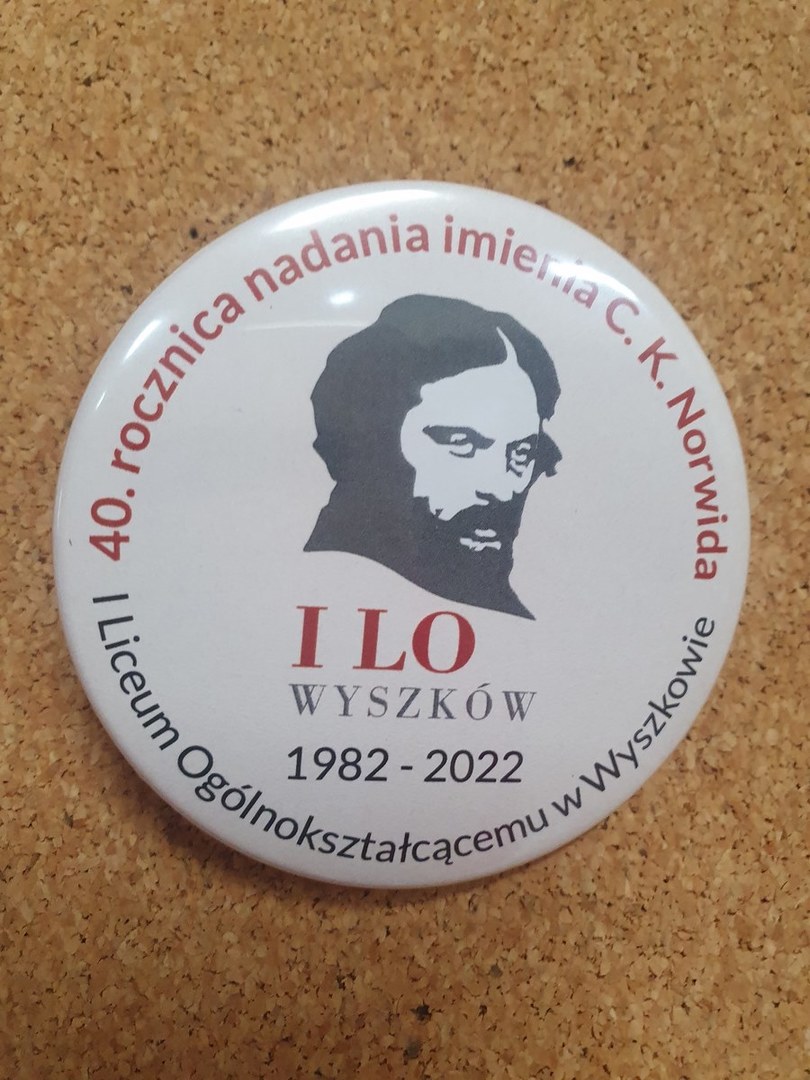 40. rocznica nadania imienia C. K. Norwida
I LO
WYSZKÓW
1982 - 2022
I Liceum Ogólnokształcącemu w Wyszkowie